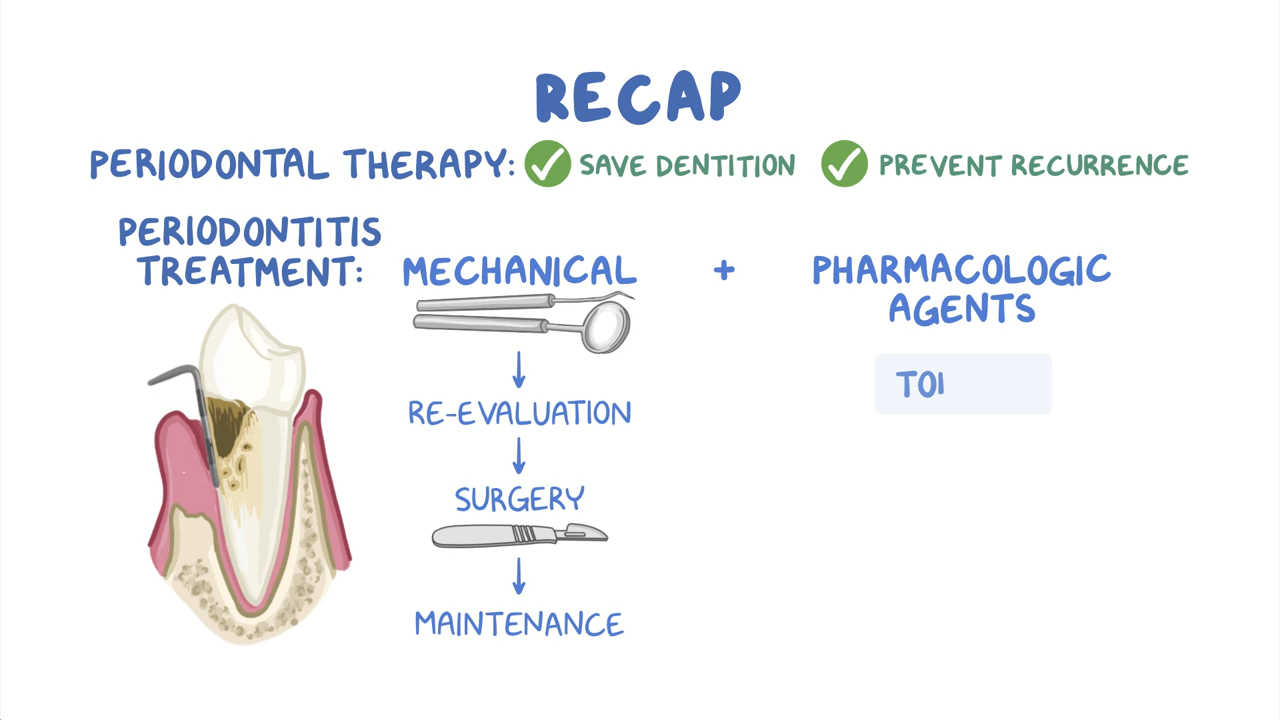 RECAP
PERIODONTAL THERAPY: SAVE DENTITION PREVENT RECURRENCE
PERIODONTITIS
TREATMENT: MECHANICAL + PHARMACOLOGIC
AGENTS
TOI
RE-EVALUATION
SURGERY
MAINTENANCE